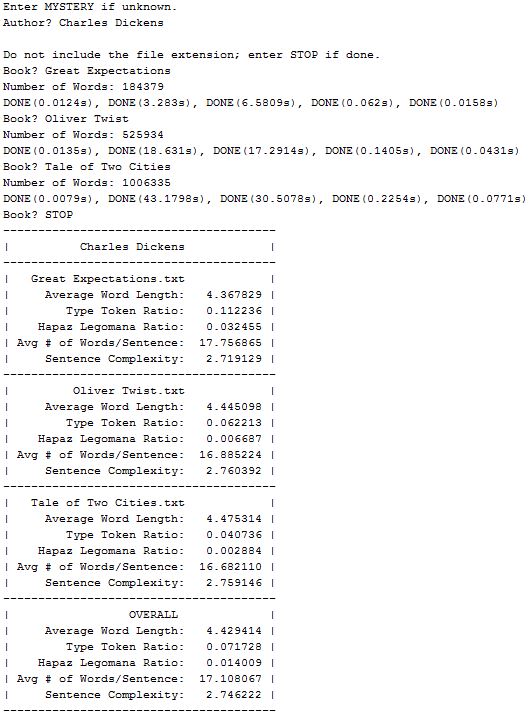 Enter MYSTERY if unknown.
Author? Charles Dickens

Do not include the file extension; enter STOP if done.
Book? Great Expectations
Number of Words: 184379
DONE(0.0124s), DONE(3.283s), DONE(6.5809s), DONE(0.062s), DONE(0.0158s)
Book? Oliver Twist
Number of Words: 525934
DONE(0.0135s), DONE(18.631s), DONE(17.2914s), DONE(0.1405s), DONE(0.0431s)
Book? Tale of Two Cities
Number of Words: 1006335
DONE(0.0079s), DONE(43.1798s), DONE(30.5078s), DONE(0.2254s), DONE(0.0771s)
Book? STOP
---------------------------------------
|          Charles Dickens            |
---------------------------------------
|   Great Expectations.txt            |
|     Average Word Length:   4.367829 |
|        Type Token Ratio:   0.112236 |
|    Hapaz Legomana Ratio:   0.032455 |
| Avg # of Words/Sentence:  17.756865 |
|     Sentence Complexity:   2.719129 |
---------------------------------------
|         Oliver Twist.txt            |
|     Average Word Length:   4.445098 |
|        Type Token Ratio:   0.062213 |
|    Hapaz Legomana Ratio:   0.006687 |
| Avg # of Words/Sentence:  16.885224 |
|     Sentence Complexity:   2.760392 |
---------------------------------------
|   Tale of Two Cities.txt            |
|     Average Word Length:   4.475314 |
|        Type Token Ratio:   0.040736 |
|    Hapaz Legomana Ratio:   0.002884 |
| Avg # of Words/Sentence:  16.682110 |
|     Sentence Complexity:   2.759146 |
---------------------------------------
|                 OVERALL             |
|     Average Word Length:   4.429414 |
|        Type Token Ratio:   0.071728 |
|    Hapaz Legomana Ratio:   0.014009 |
| Avg # of Words/Sentence:  17.108067 |
|     Sentence Complexity:   2.746222 |
---------------------------------------